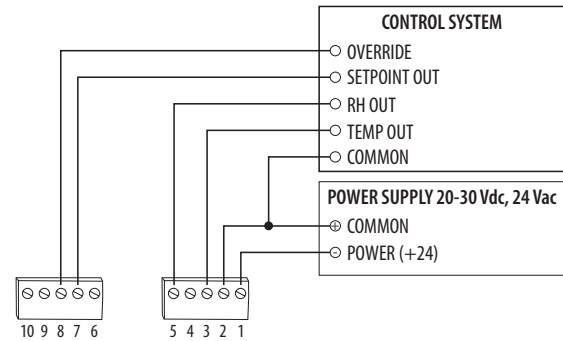 CONTROL SYSTEM
OVERRIDE
SETPOINT OUT
RH OUT
TEMP OUT
COMMON
POWER SUPPLY 20-30 Vdc, 24 Vac
COMMON
POWER (+24)
10 9 8 7 6
5 4 3 2 1